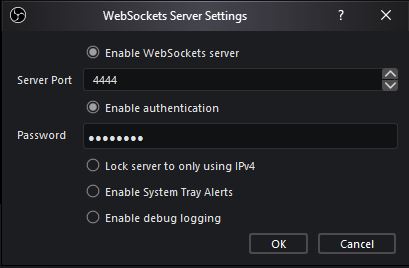 WebSockets Server Settings
?
Enable WebSockets server
Server Port
4444
Enable authentication
Password
●●●●●●●●
Lock server to only using IPv4
Enable System Tray Alerts
Enable debug logging
OK
Cancel